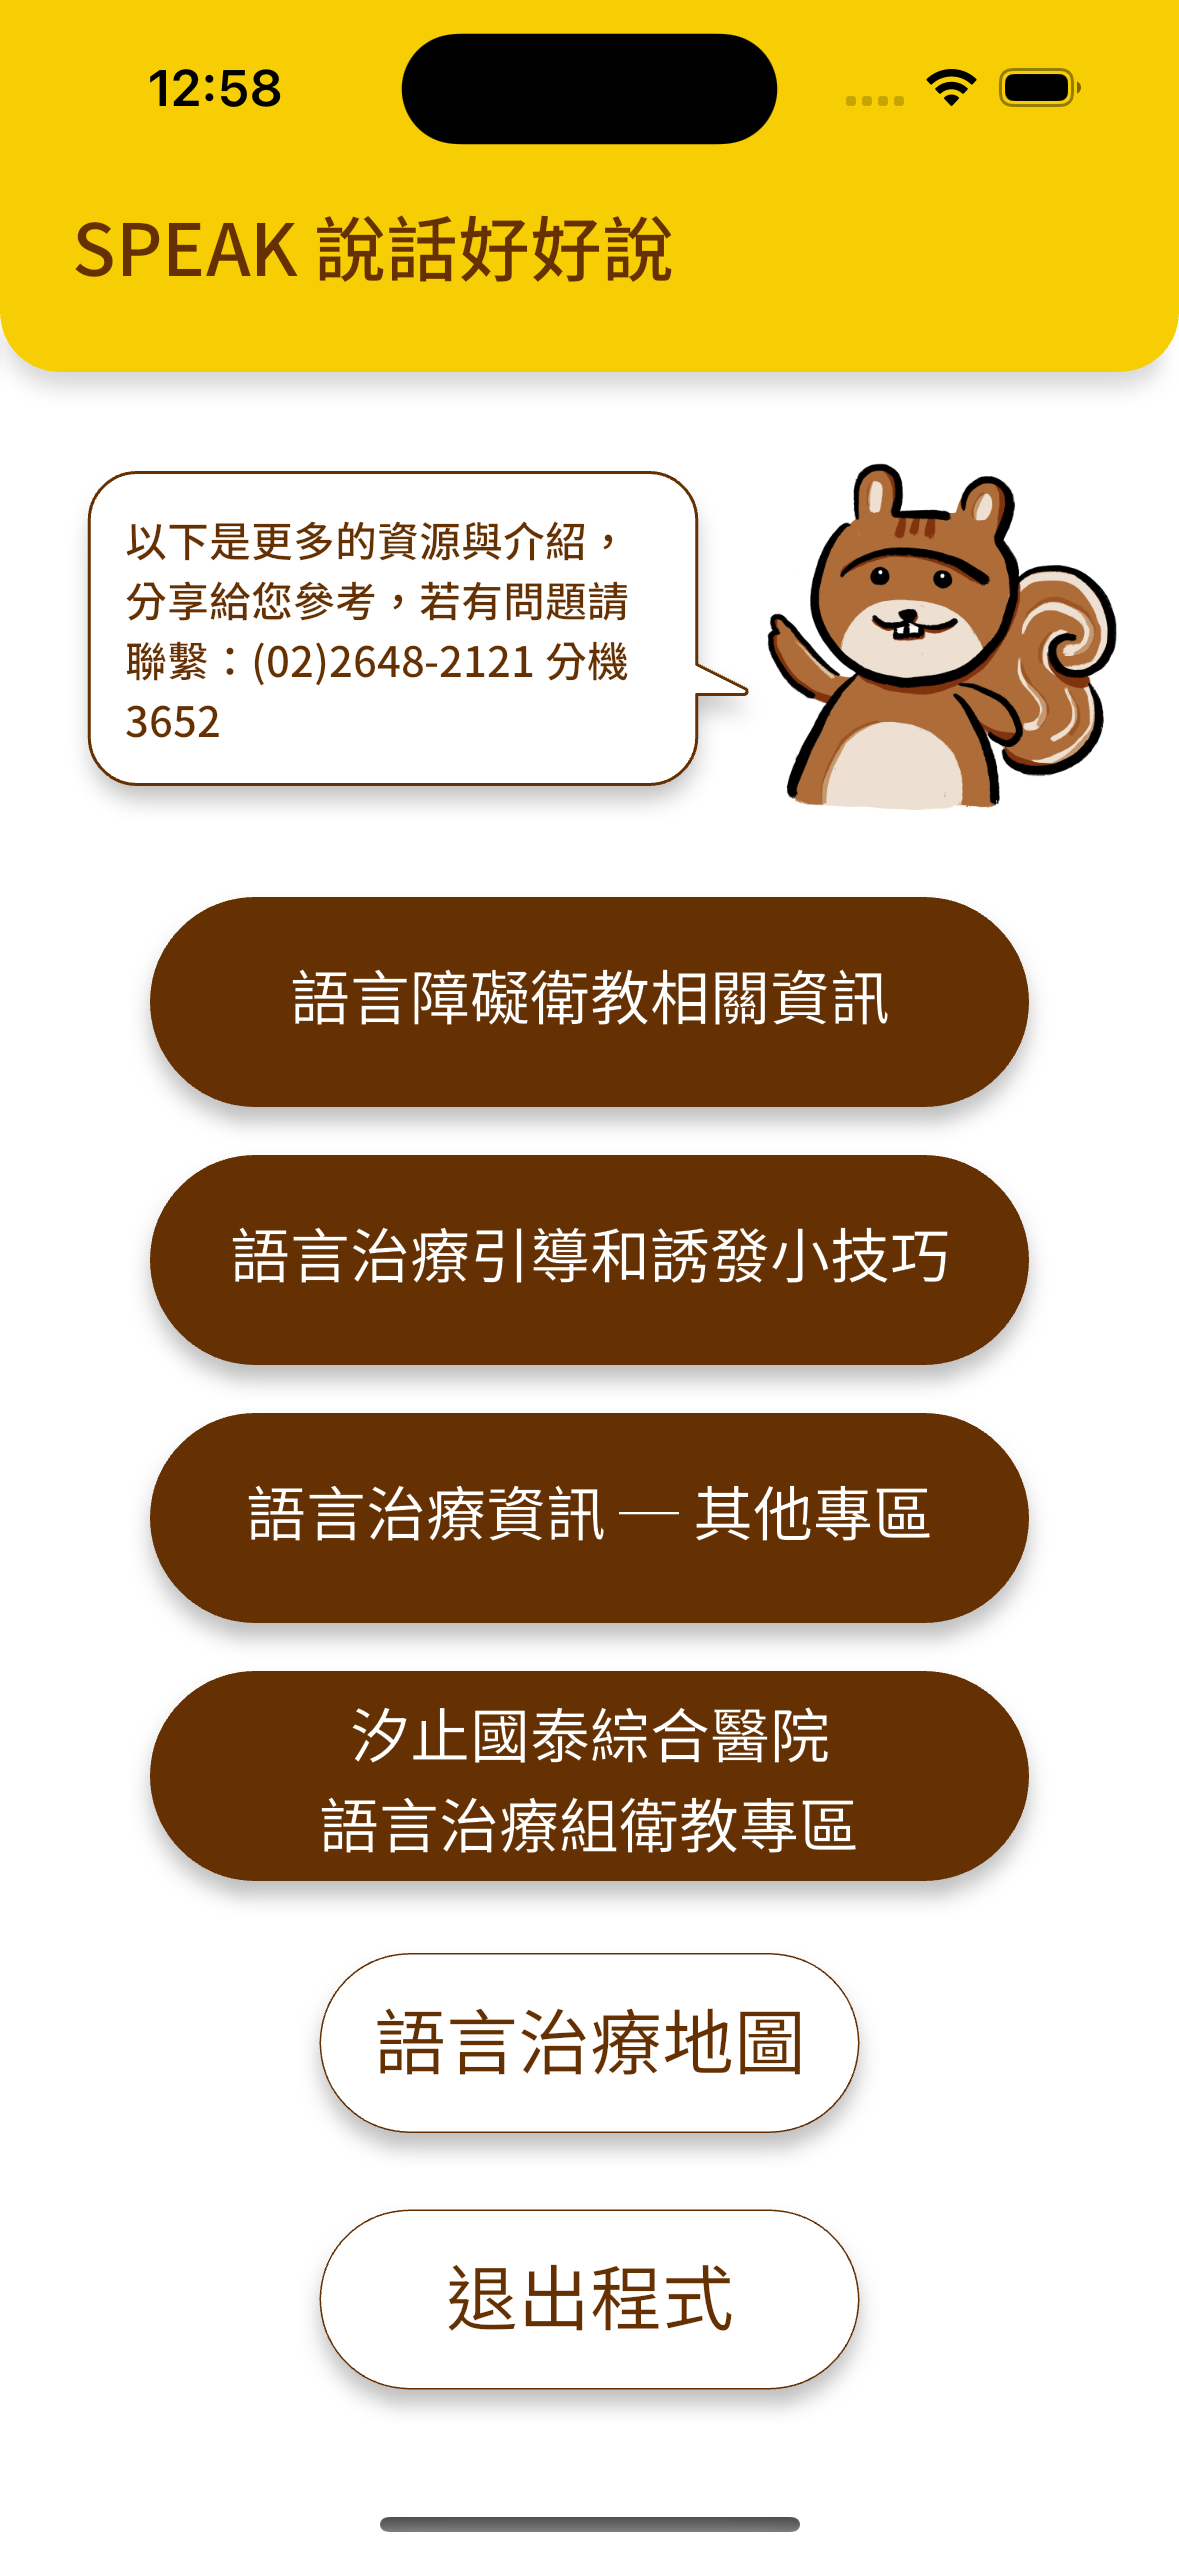 12:58
SPEAK 說話好好說
以下是更多的資源與介紹，
分享給您參考，若有問題請
聯繫：(02)2648-2121 分機
3652
語言障礙衛教相關資訊
語言治療引導和誘發小技巧
語言治療資訊 — 其他專區
汐止國泰綜合醫院
語言治療組衛教專區
語言治療地圖
退出程式